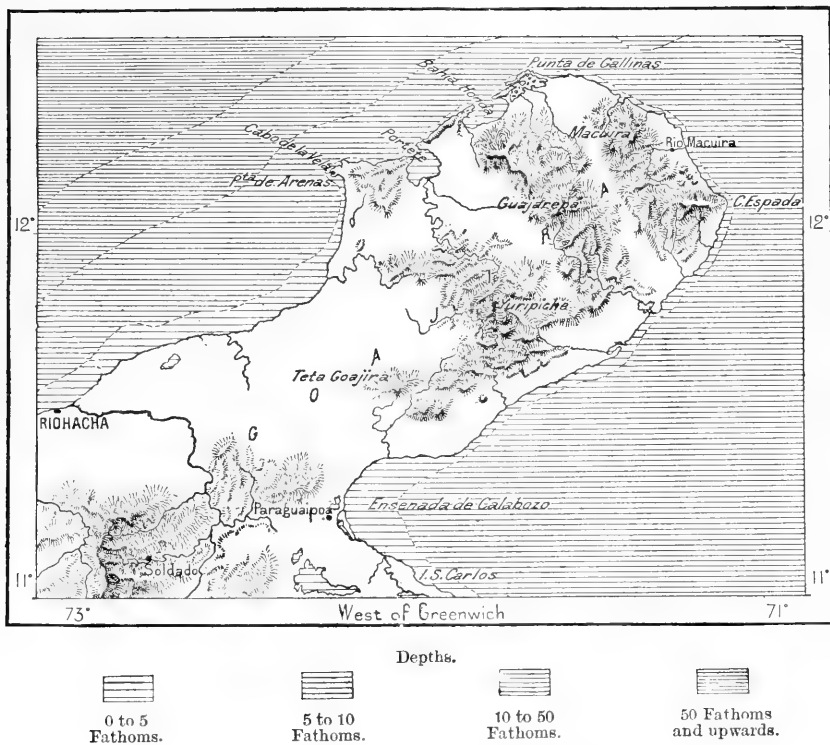 Punta de Gallinas
Bahia Honda
Macuira
Rio Macuira
Portete
Cabo de la Vela
Pta de Arenas
Guajarepa
A
C. Espada
12°
12°
R
I
Yuripicha
J
A
Teta Goajira
O
RIOHACHA
G
Paraguaipoa
Ensenada de Calabozo
Soldado
I. S. Carlos
11°
11°
73°
West of Greenwich
71°
Depths.
0 to 5
Fathoms.
5 to 10
Fathoms.
10 to 50
Fathoms.
50 Fathoms
and upwards.